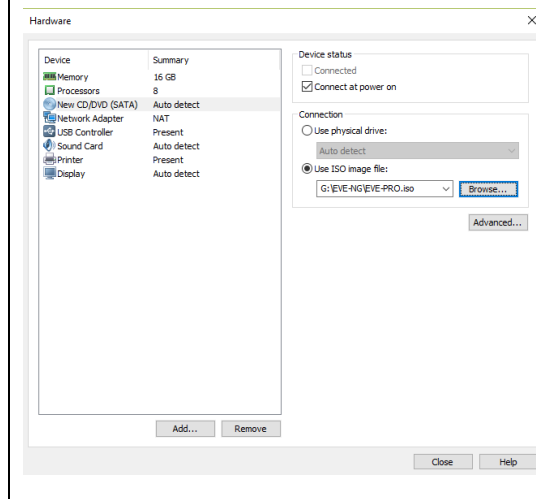 Hardware
Device Summary
Memory 16 GB
Processors 8
New CD/DVD (SATA) Auto detect
Network Adapter NAT
USB Controller Present
Sound Card Auto detect
Printer Present
Display Auto detect
Add... Remove
Device status
Connected
Connect at power on
Connection
Use physical drive:
Auto detect
Use ISO image file:
G:\EVE-NG\EVE-PRO.iso Browse...
Advanced...
Close Help